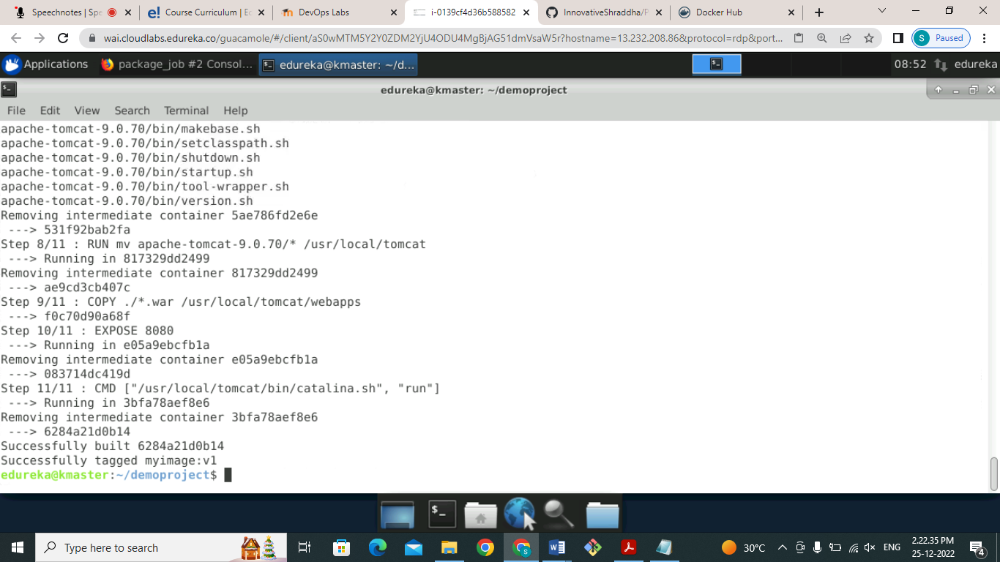 Speechnotes | Spe
Course Curriculum | Ec
DevOps Labs
i-0139cf4d36b588582
InnovativeShraddha/P
Docker Hub
wai.cloudlabs.edureka.co/guacamole/#/client/aS0wMTM5Y2Y0ZDM2YjU4ODU4MgBjAG51dmVsaW5r?hostname=13.232.208.86&protocol=rdp&port...
S Paused
Applications
package_job #2 Consol...
edureka@kmaster: ~/d...
08:52
edureka
edureka@kmaster: ~/demoproject
File Edit View Search Terminal Help
apache-tomcat-9.0.70/bin/makebase.sh
apache-tomcat-9.0.70/bin/setclasspath.sh
apache-tomcat-9.0.70/bin/shutdown.sh
apache-tomcat-9.0.70/bin/startup.sh
apache-tomcat-9.0.70/bin/tool-wrapper.sh
apache-tomcat-9.0.70/bin/version.sh
Removing intermediate container 5ae786fd2e6e
 ---> 531f92bab2fa
Step 8/11 : RUN mv apache-tomcat-9.0.70/* /usr/local/tomcat
 ---> Running in 817329dd2499
Removing intermediate container 817329dd2499
 ---> ae9cd3cb407c
Step 9/11 : COPY ./*.war /usr/local/tomcat/webapps
 ---> f0c70d90a68f
Step 10/11 : EXPOSE 8080
 ---> Running in e05a9ebcfb1a
Removing intermediate container e05a9ebcfb1a
 ---> 083714dc419d
Step 11/11 : CMD ["/usr/local/tomcat/bin/catalina.sh", "run"]
 ---> Running in 3bfa78aef8e6
Removing intermediate container 3bfa78aef8e6
 ---> 6284a21d0b14
Successfully built 6284a21d0b14
Successfully tagged myimage:v1
edureka@kmaster:~/demoproject$
Type here to search
30°C
ENG
2.22.35 PM
25-12-2022
4